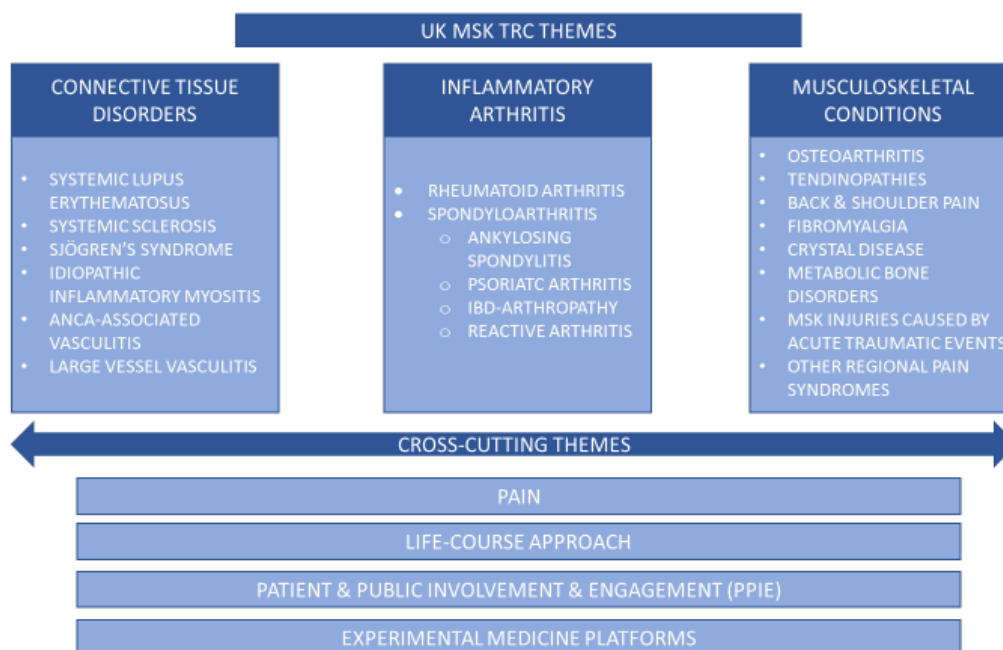 UK MSK TRC THEMES
CONNECTIVE TISSUE
DISORDERS
• SYSTEMIC LUPUS
ERYTHEMATOSUS
• SYSTEMIC SCLEROSIS
• SJÖGREN'S SYNDROME
• IDIOPATHIC
INFLAMMATORY MYOSITIS
• ANCA-ASSOCIATED
VASCULITIS
• LARGE VESSEL VASCULITIS
INFLAMMATORY
ARTHRITIS
• RHEUMATOID ARTHRITIS
• SPONDYLOARTHRITIS
o ANKYLOSING
SPONDYLITIS
o PSORIATC ARTHRITIS
o IBD-ARTHROPATHY
o REACTIVE ARTHRITIS
MUSCULOSKELETAL
CONDITIONS
• OSTEOARTHRITIS
• TENDINOPATHIES
• BACK & SHOULDER PAIN
• FIBROMYALGIA
• CRYSTAL DISEASE
• METABOLIC BONE
DISORDERS
• MSK INJURIES CAUSED BY
ACUTE TRAUMATIC EVENTS
• OTHER REGIONAL PAIN
SYNDROMES
CROSS-CUTTING THEMES
PAIN
LIFE-COURSE APPROACH
PATIENT & PUBLIC INVOLVEMENT & ENGAGEMENT (PPIE)
EXPERIMENTAL MEDICINE PLATFORMS